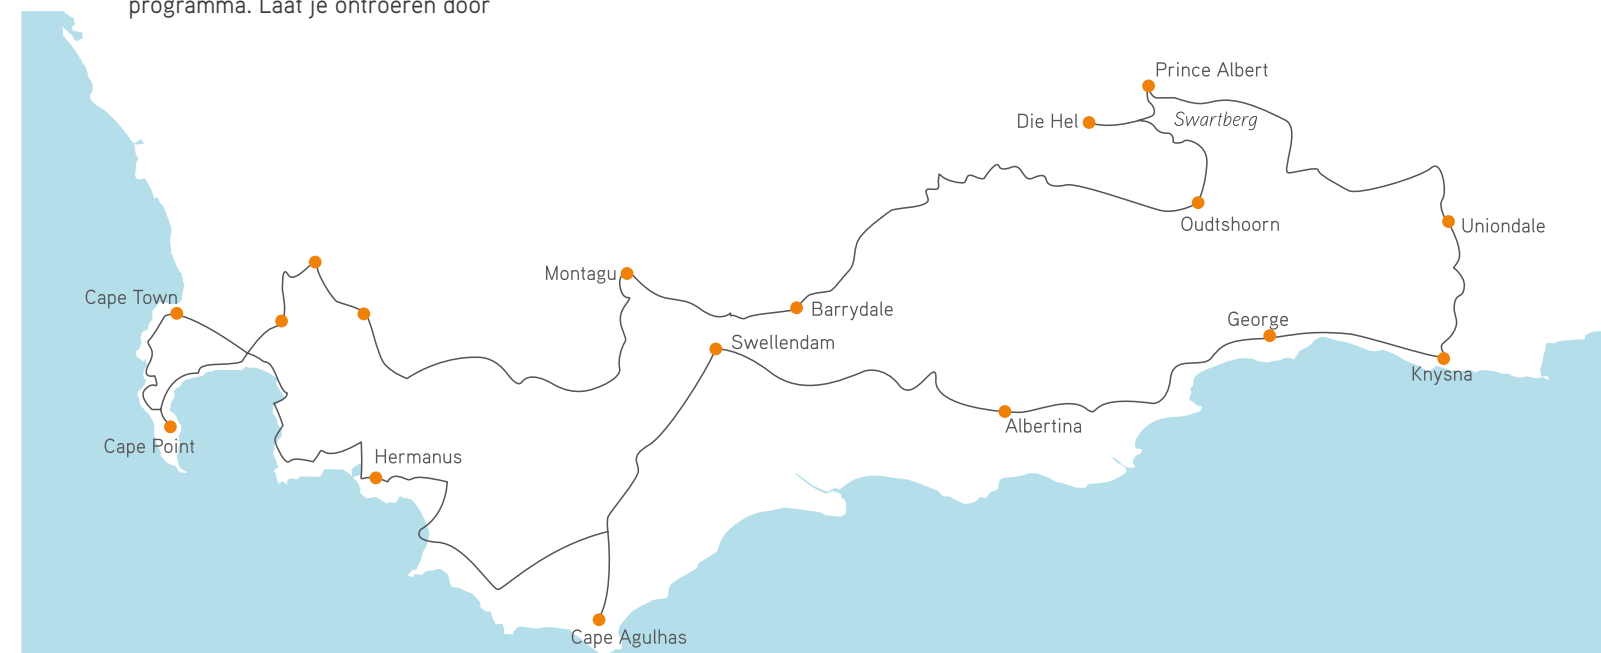 programma. Laat je ontroeren door
Prince Albert
Die Hel
Swartberg
Oudtshoorn
Uniondale
Montagu
Cape Town
Barrydale
George
Swellendam
Knysna
Albertina
Cape Point
Hermanus
Cape Agulhas